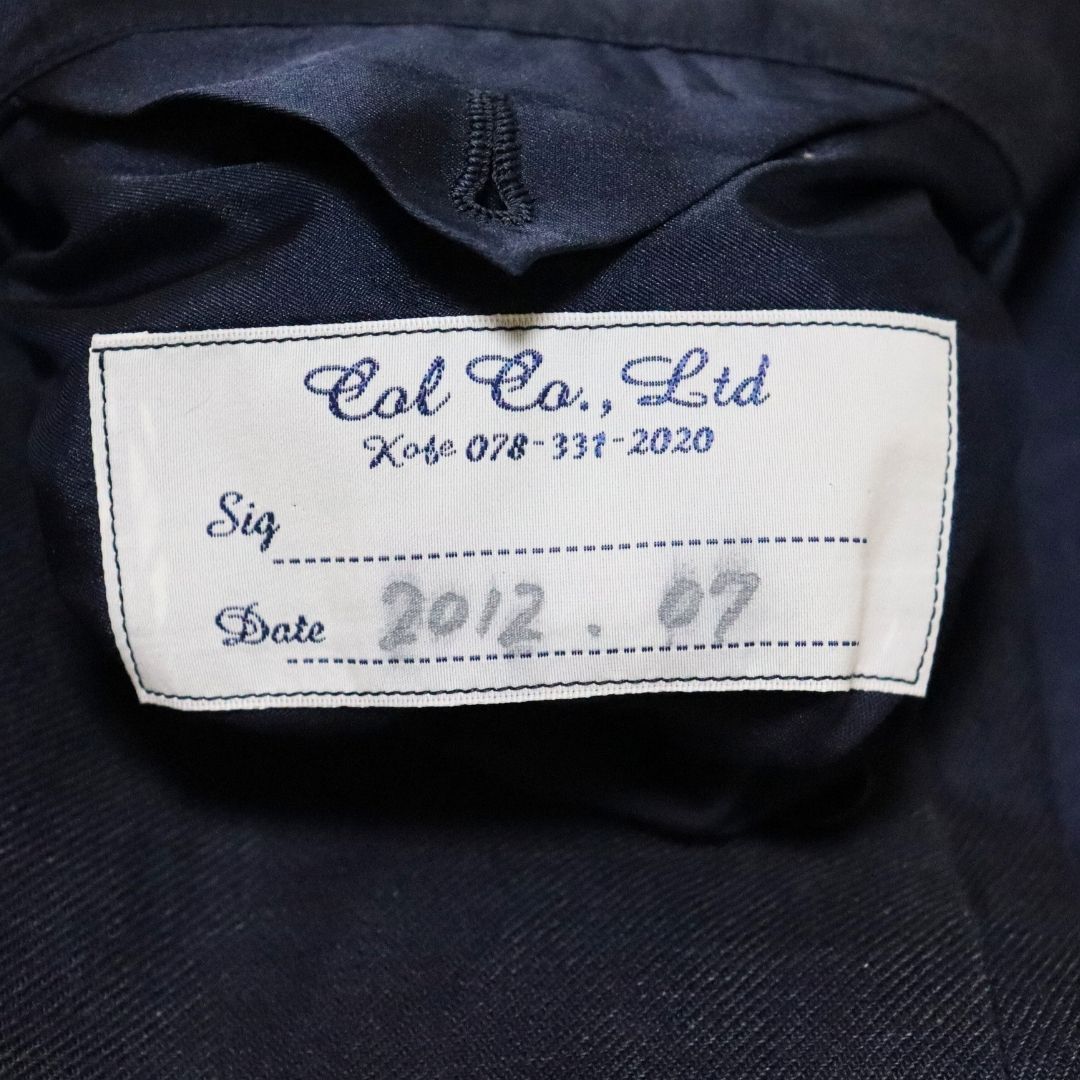 Col Co., Ltd
Kobe 078-331-2020
Sig
Date 2012.07